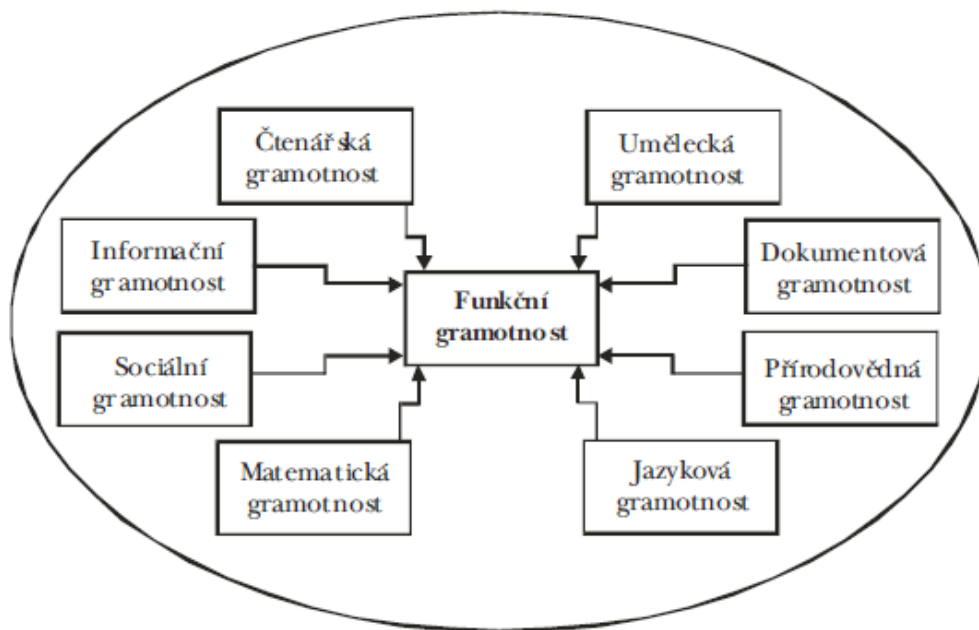 Čtenářská
gramotnost
Umělecká
gramotnost
Informační
gramotnost
Dokumentová
gramotnost
Funkční
gramotnost
Sociální
gramotnost
Přírodovědná
gramotnost
Matematická
gramotnost
Jazyková
gramotnost